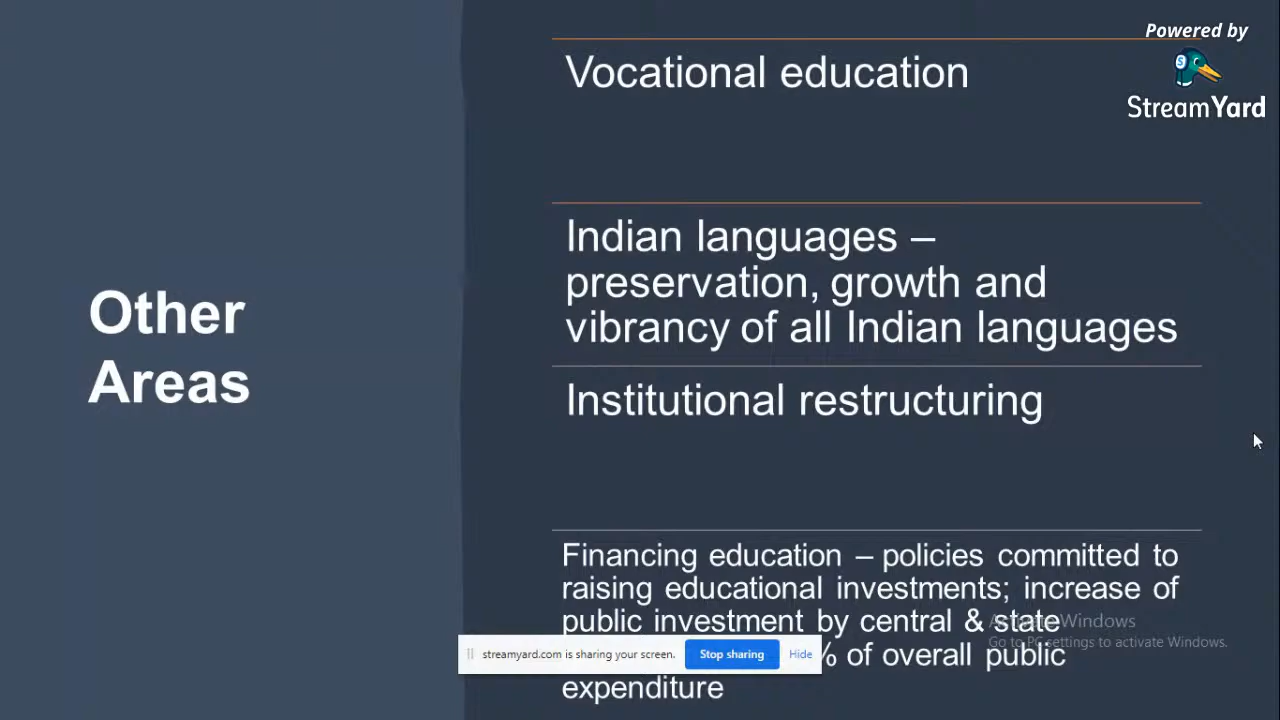 Powered by
StreamYard
Vocational education
Indian languages –
preservation, growth and
vibrancy of all Indian languages
Other
Areas
Institutional restructuring
Financing education – policies committed to
raising educational investments; increase of
public investment by central & state
% of overall public
expenditure
Activate Windows
Go to PC settings to activate Windows.
streamyard.com is sharing your screen.
Stop sharing
Hide